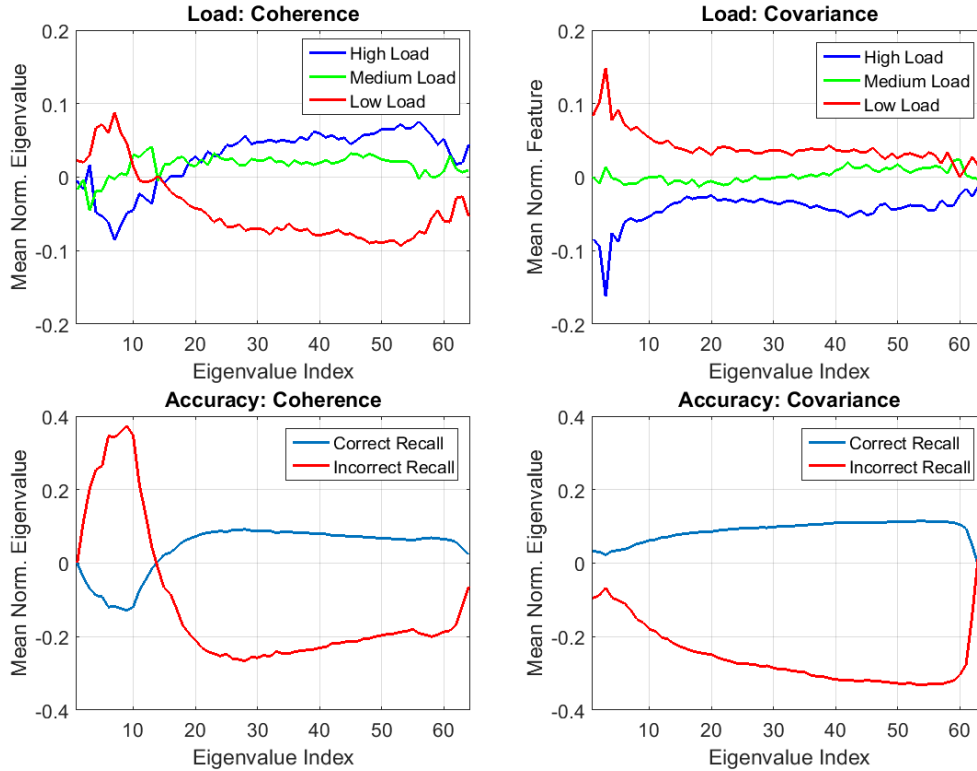 Load: Coherence
Mean Norm. Eigenvalue
0.2
0.1
0
-0.1
-0.2
High Load
Medium Load
Low Load
10 20 30 40 50 60
Eigenvalue Index
Load: Covariance
Mean Norm. Feature
0.2
0.1
0
-0.1
-0.2
High Load
Medium Load
Low Load
10 20 30 40 50 60
Eigenvalue Index
Accuracy: Coherence
Mean Norm. Eigenvalue
0.4
0.2
0
-0.2
-0.4
Correct Recall
Incorrect Recall
10 20 30 40 50 60
Eigenvalue Index
Accuracy: Covariance
Mean Norm. Eigenvalue
0.4
0.2
0
-0.2
-0.4
Correct Recall
Incorrect Recall
10 20 30 40 50 60
Eigenvalue Index